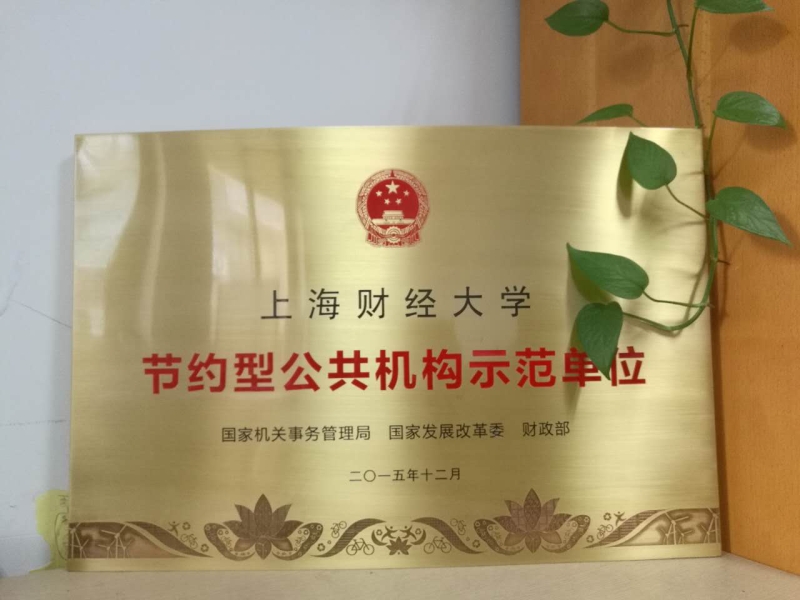 上海财经大学
节约型公共机构示范单位
国家机关事务管理局 国家发展改革委 财政部
二〇一五年十二月